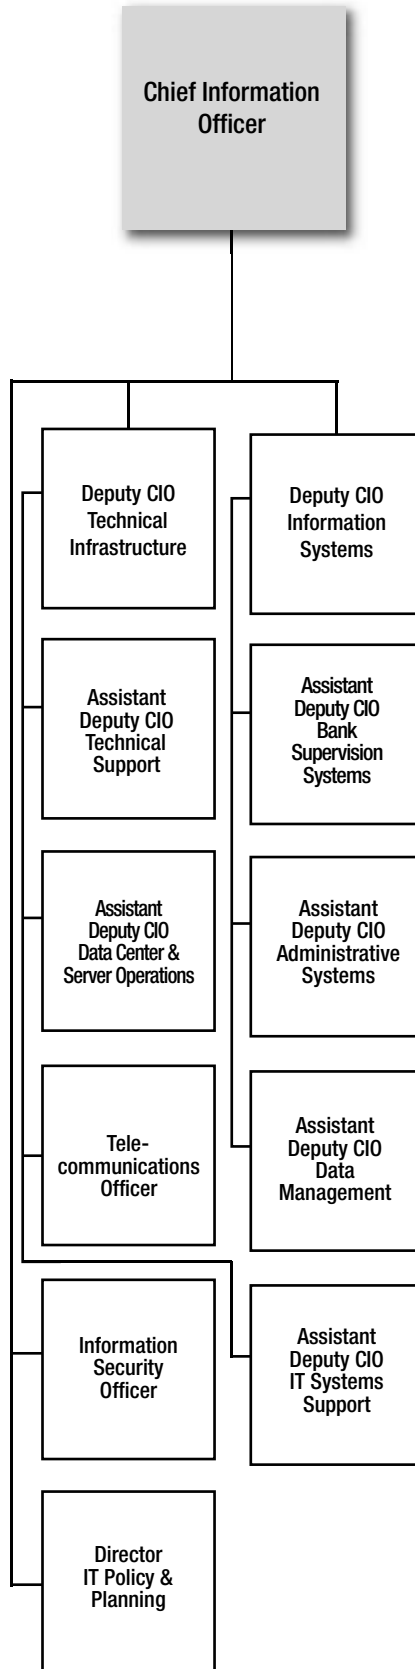 Chief Information
Officer
Deputy CIO
Technical
Infrastructure
Deputy CIO
Information
Systems
Assistant
Deputy CIO
Technical
Support
Assistant
Deputy CIO
Bank
Supervision
Systems
Assistant
Deputy CIO
Data Center &
Server Operations
Assistant
Deputy CIO
Administrative
Systems
Tele-
communications
Officer
Assistant
Deputy CIO
Data
Management
Information
Security
Officer
Assistant
Deputy CIO
IT Systems
Support
Director
IT Policy &
Planning